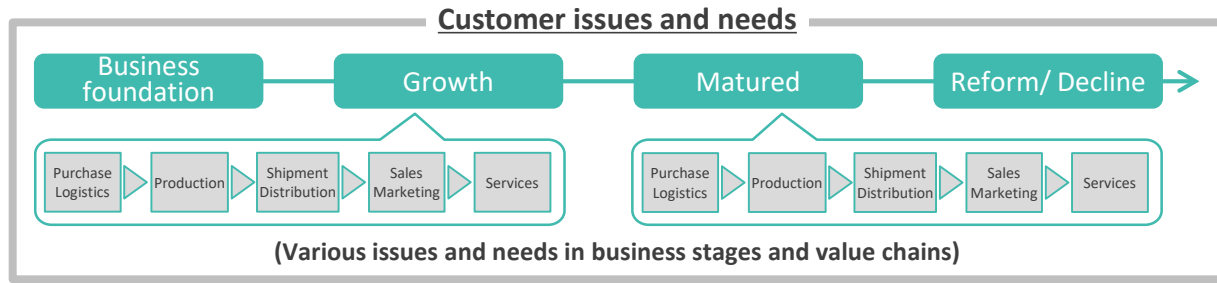 Customer issues and needs
Business
foundation
Growth
Matured
Reform/ Decline
Purchase
Logistics
Production
Shipment
Distribution
Sales
Marketing
Services
Purchase
Logistics
Production
Shipment
Distribution
Sales
Marketing
Services
(Various issues and needs in business stages and value chains)